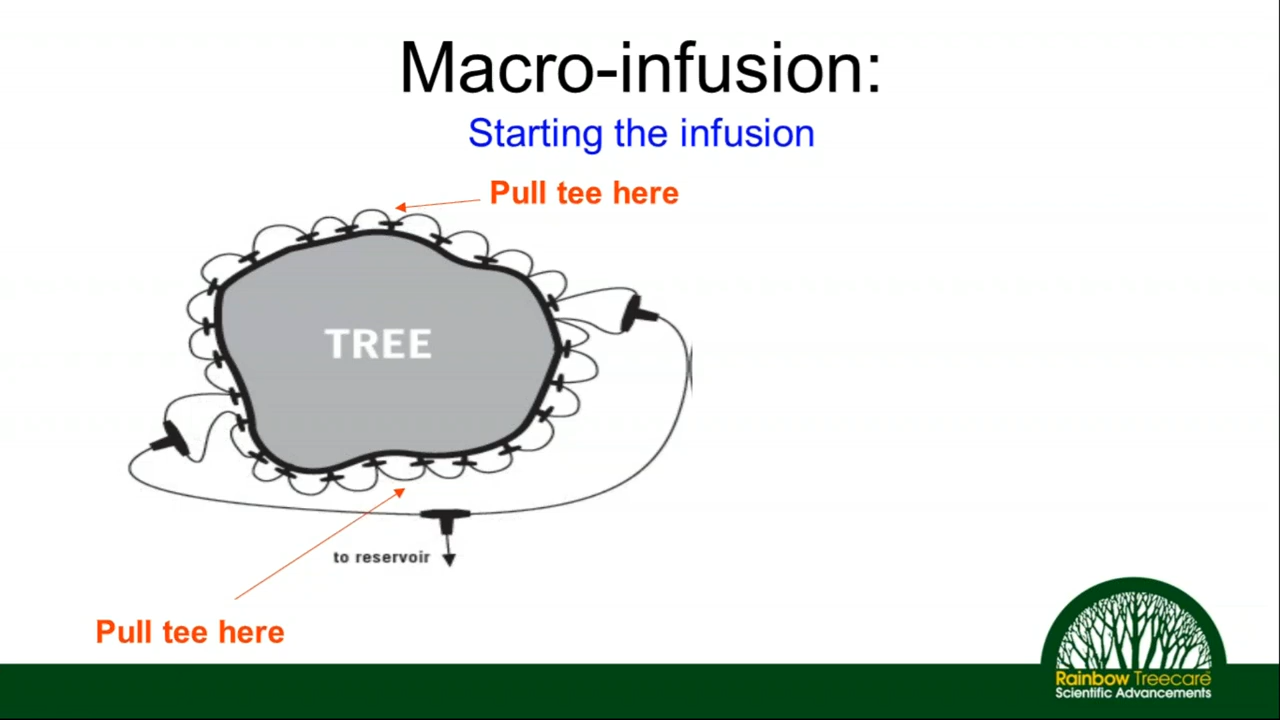 Macro-infusion:
Starting the infusion
Pull tee here
TREE
to reservoir
Pull tee here
Rainbow Treecare
Scientific Advancements